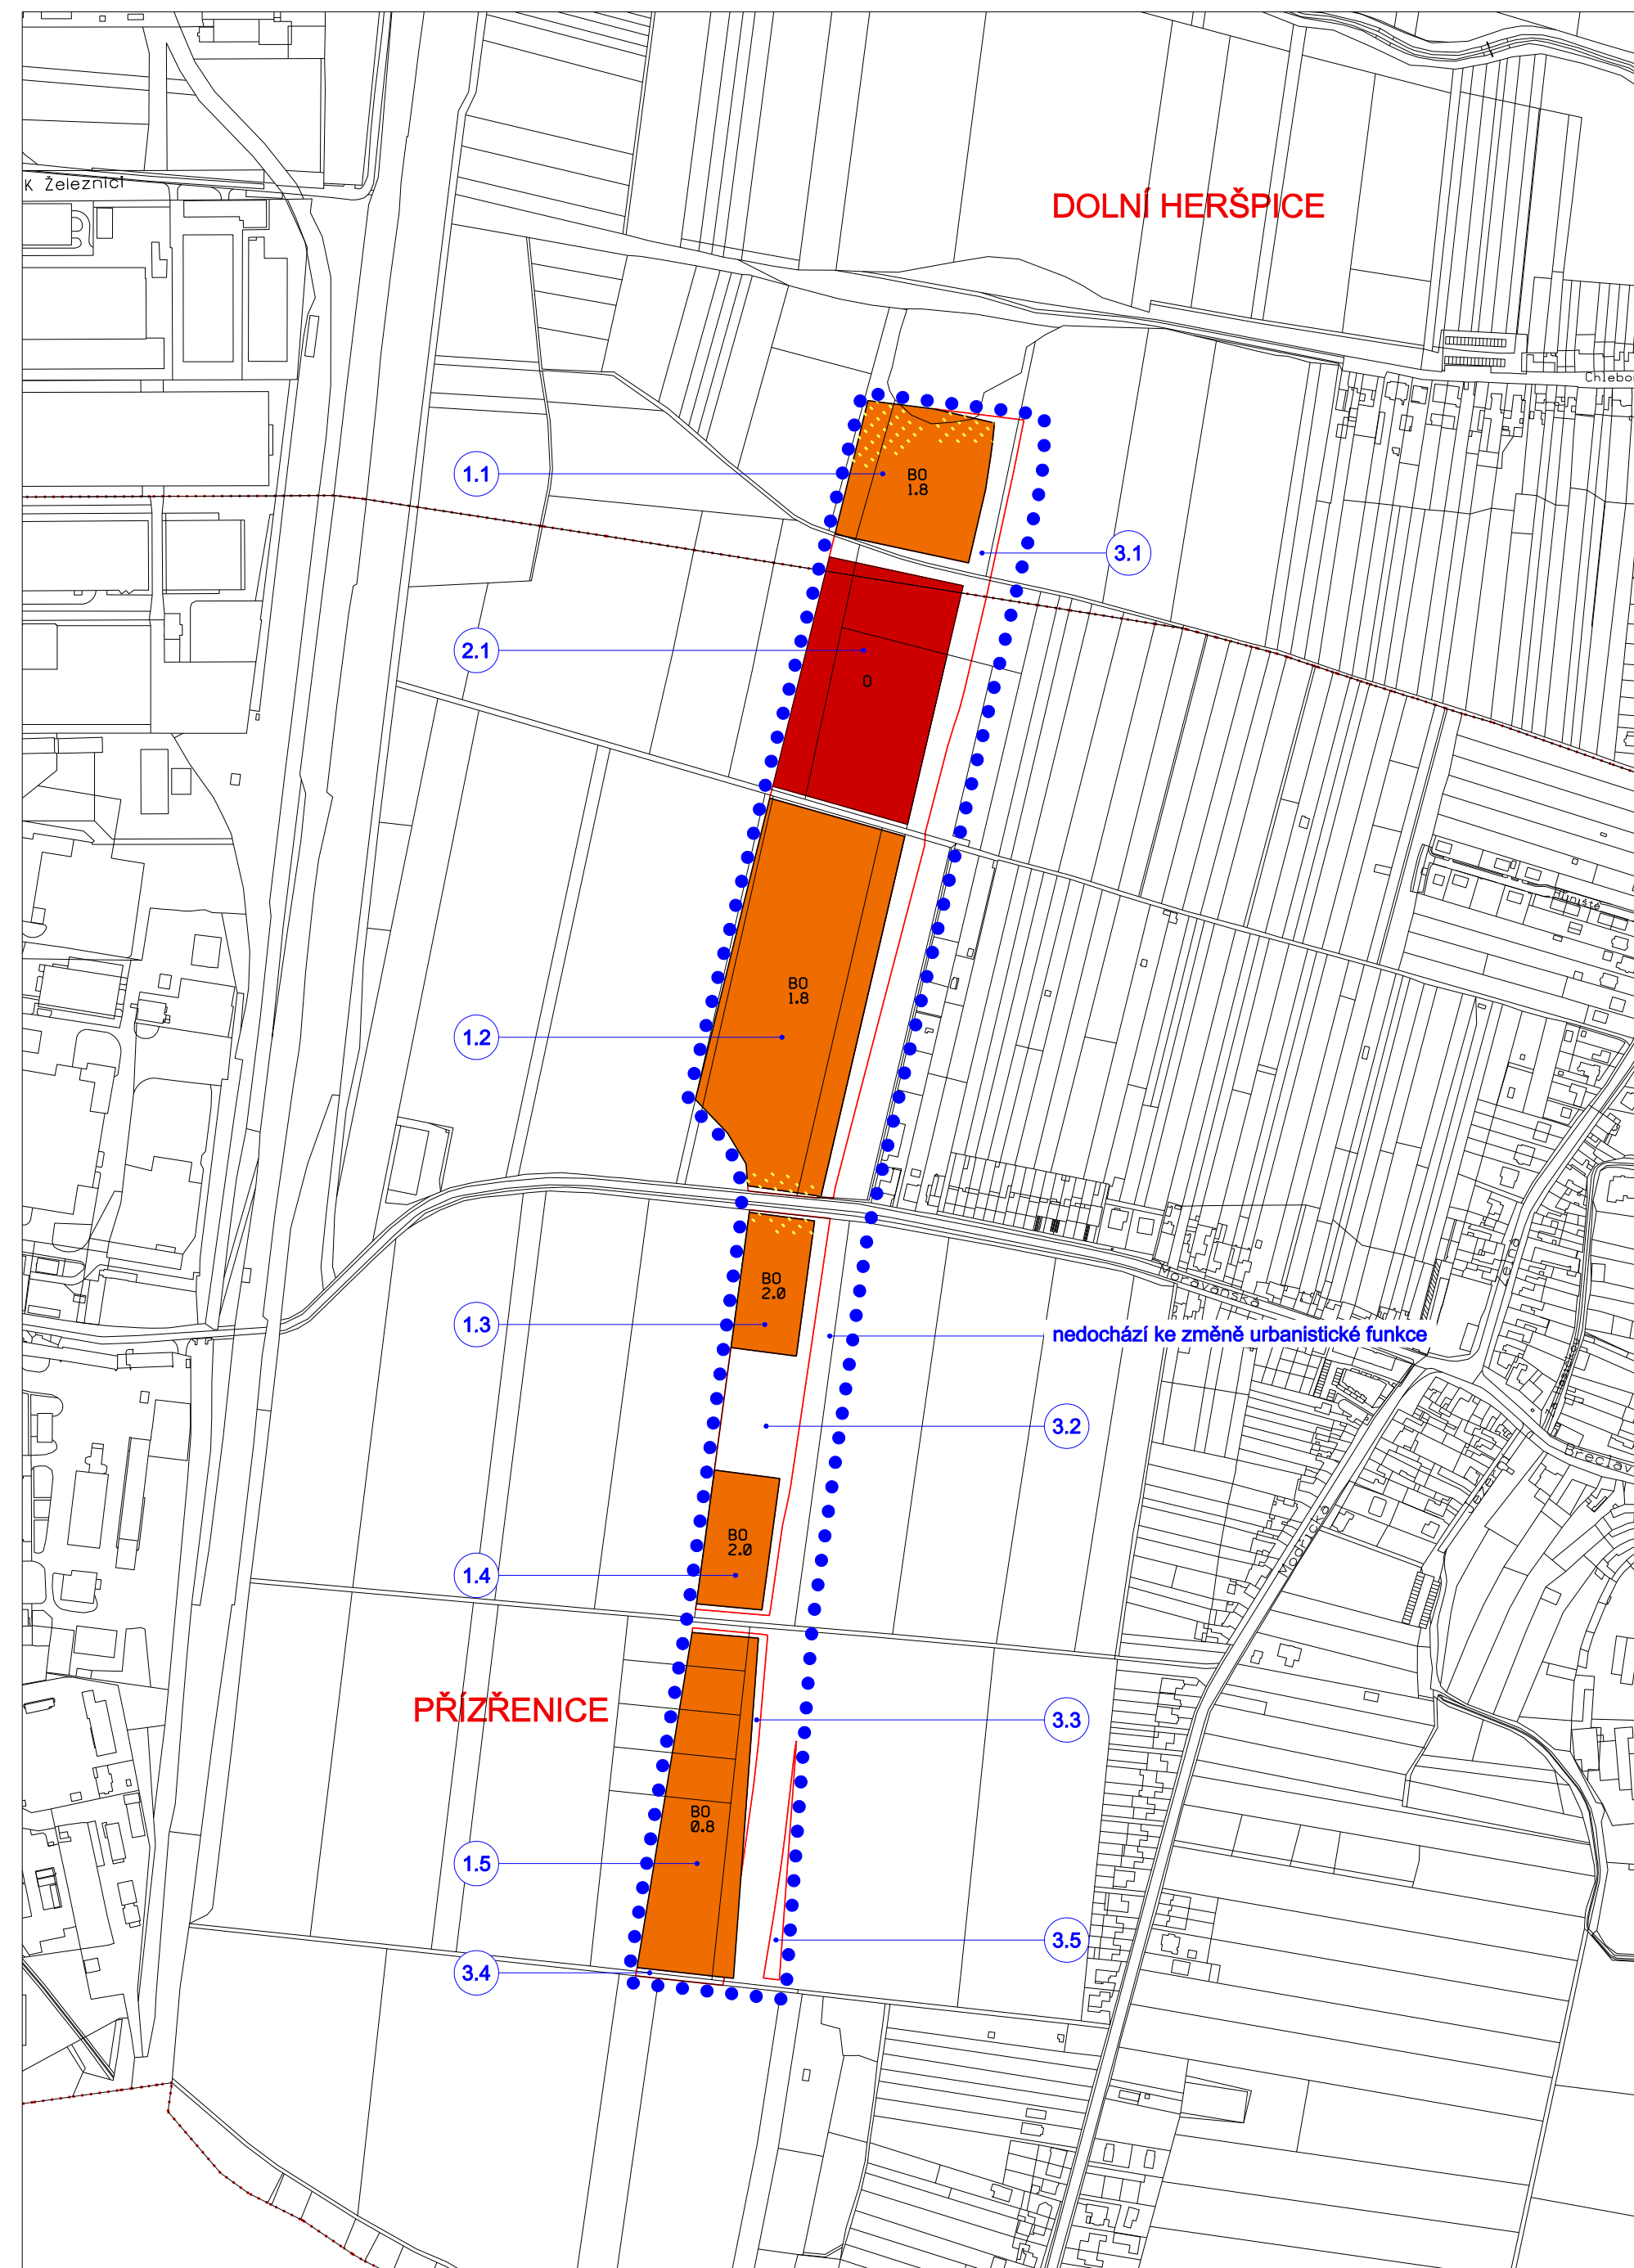 K Železnici
DOLNÍ HERŠPICE
Chlebo
1.1
BO
1.8
3.1
2.1
O
BO
1.8
1.2
Moravanská
BO
2.0
1.3
nedochází ke změně urbanistické funkce
3.2
BO
2.0
1.4
Modřická
PŘÍZŘENICE
3.3
BO
0.8
1.5
3.5
3.4